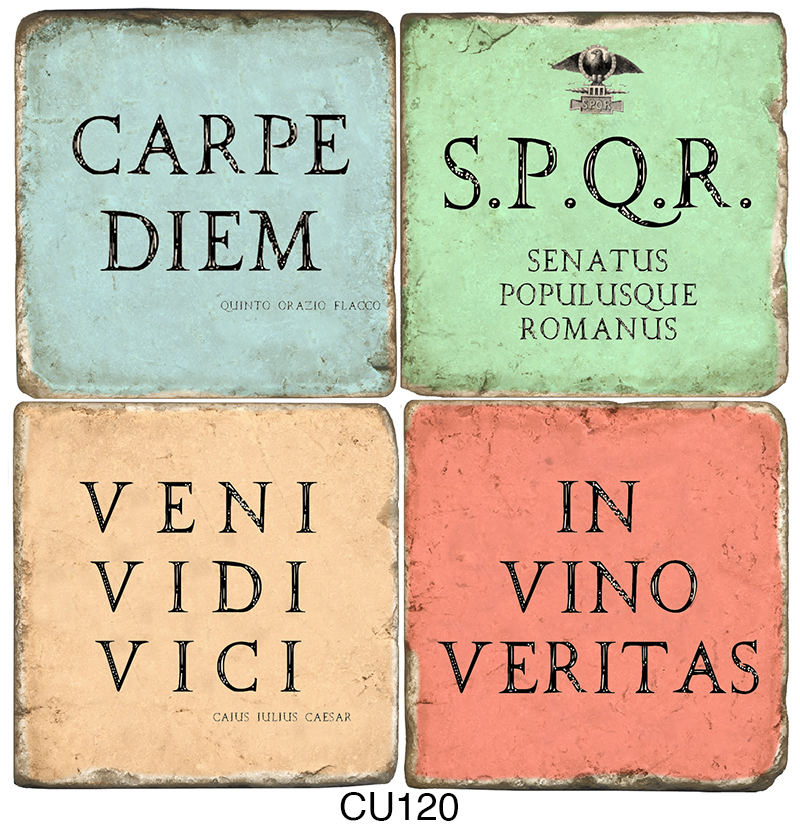 CARPE
DIEM
QUINTO ORAZIO FLACCO
SPQR
S.P.Q.R.
SENATUS
POPULUSQUE
ROMANUS
VENI
VIDI
VICI
CAIUS IULIUS CAESAR
IN
VINO
VERITAS
CU120